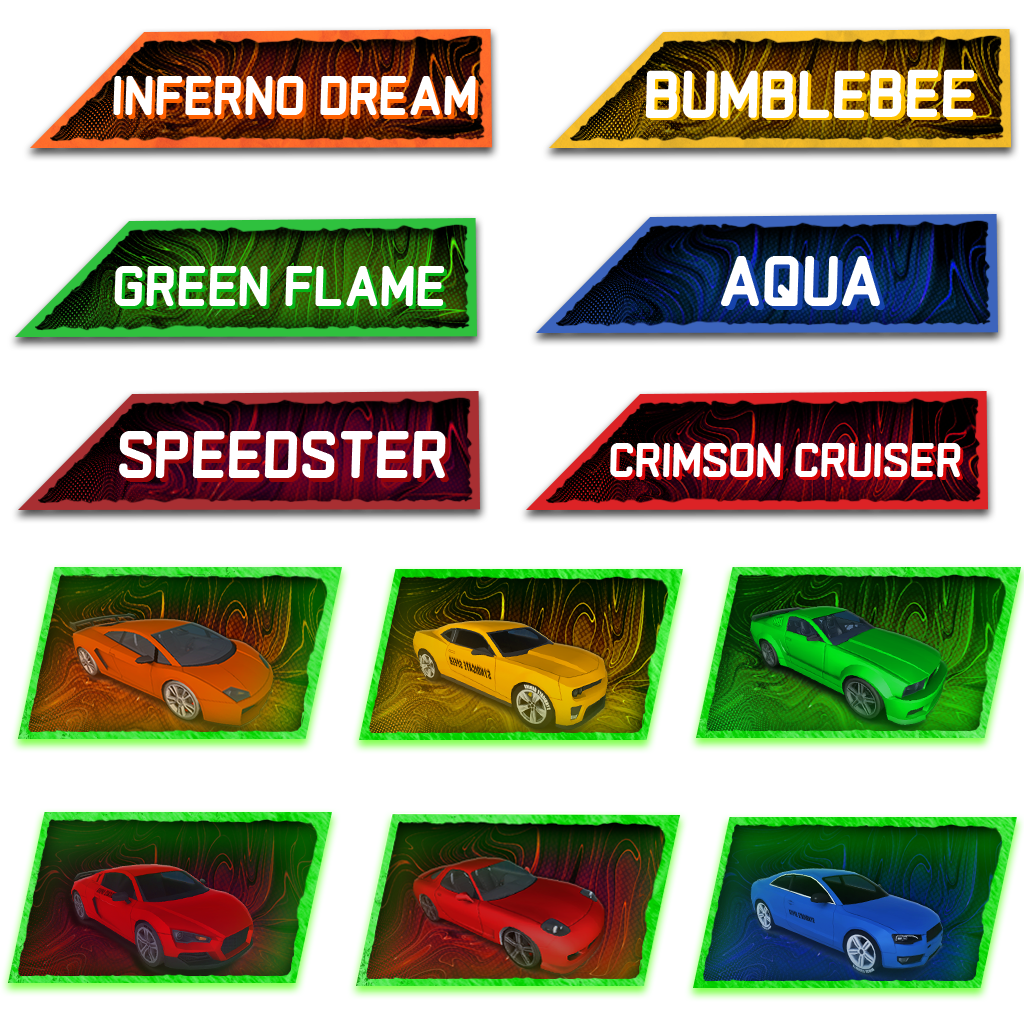 INFERNO DREAM
BUMBLEBEE
GREEN FLAME
AQUA
SPEEDSTER
CRIMSON CRUISER